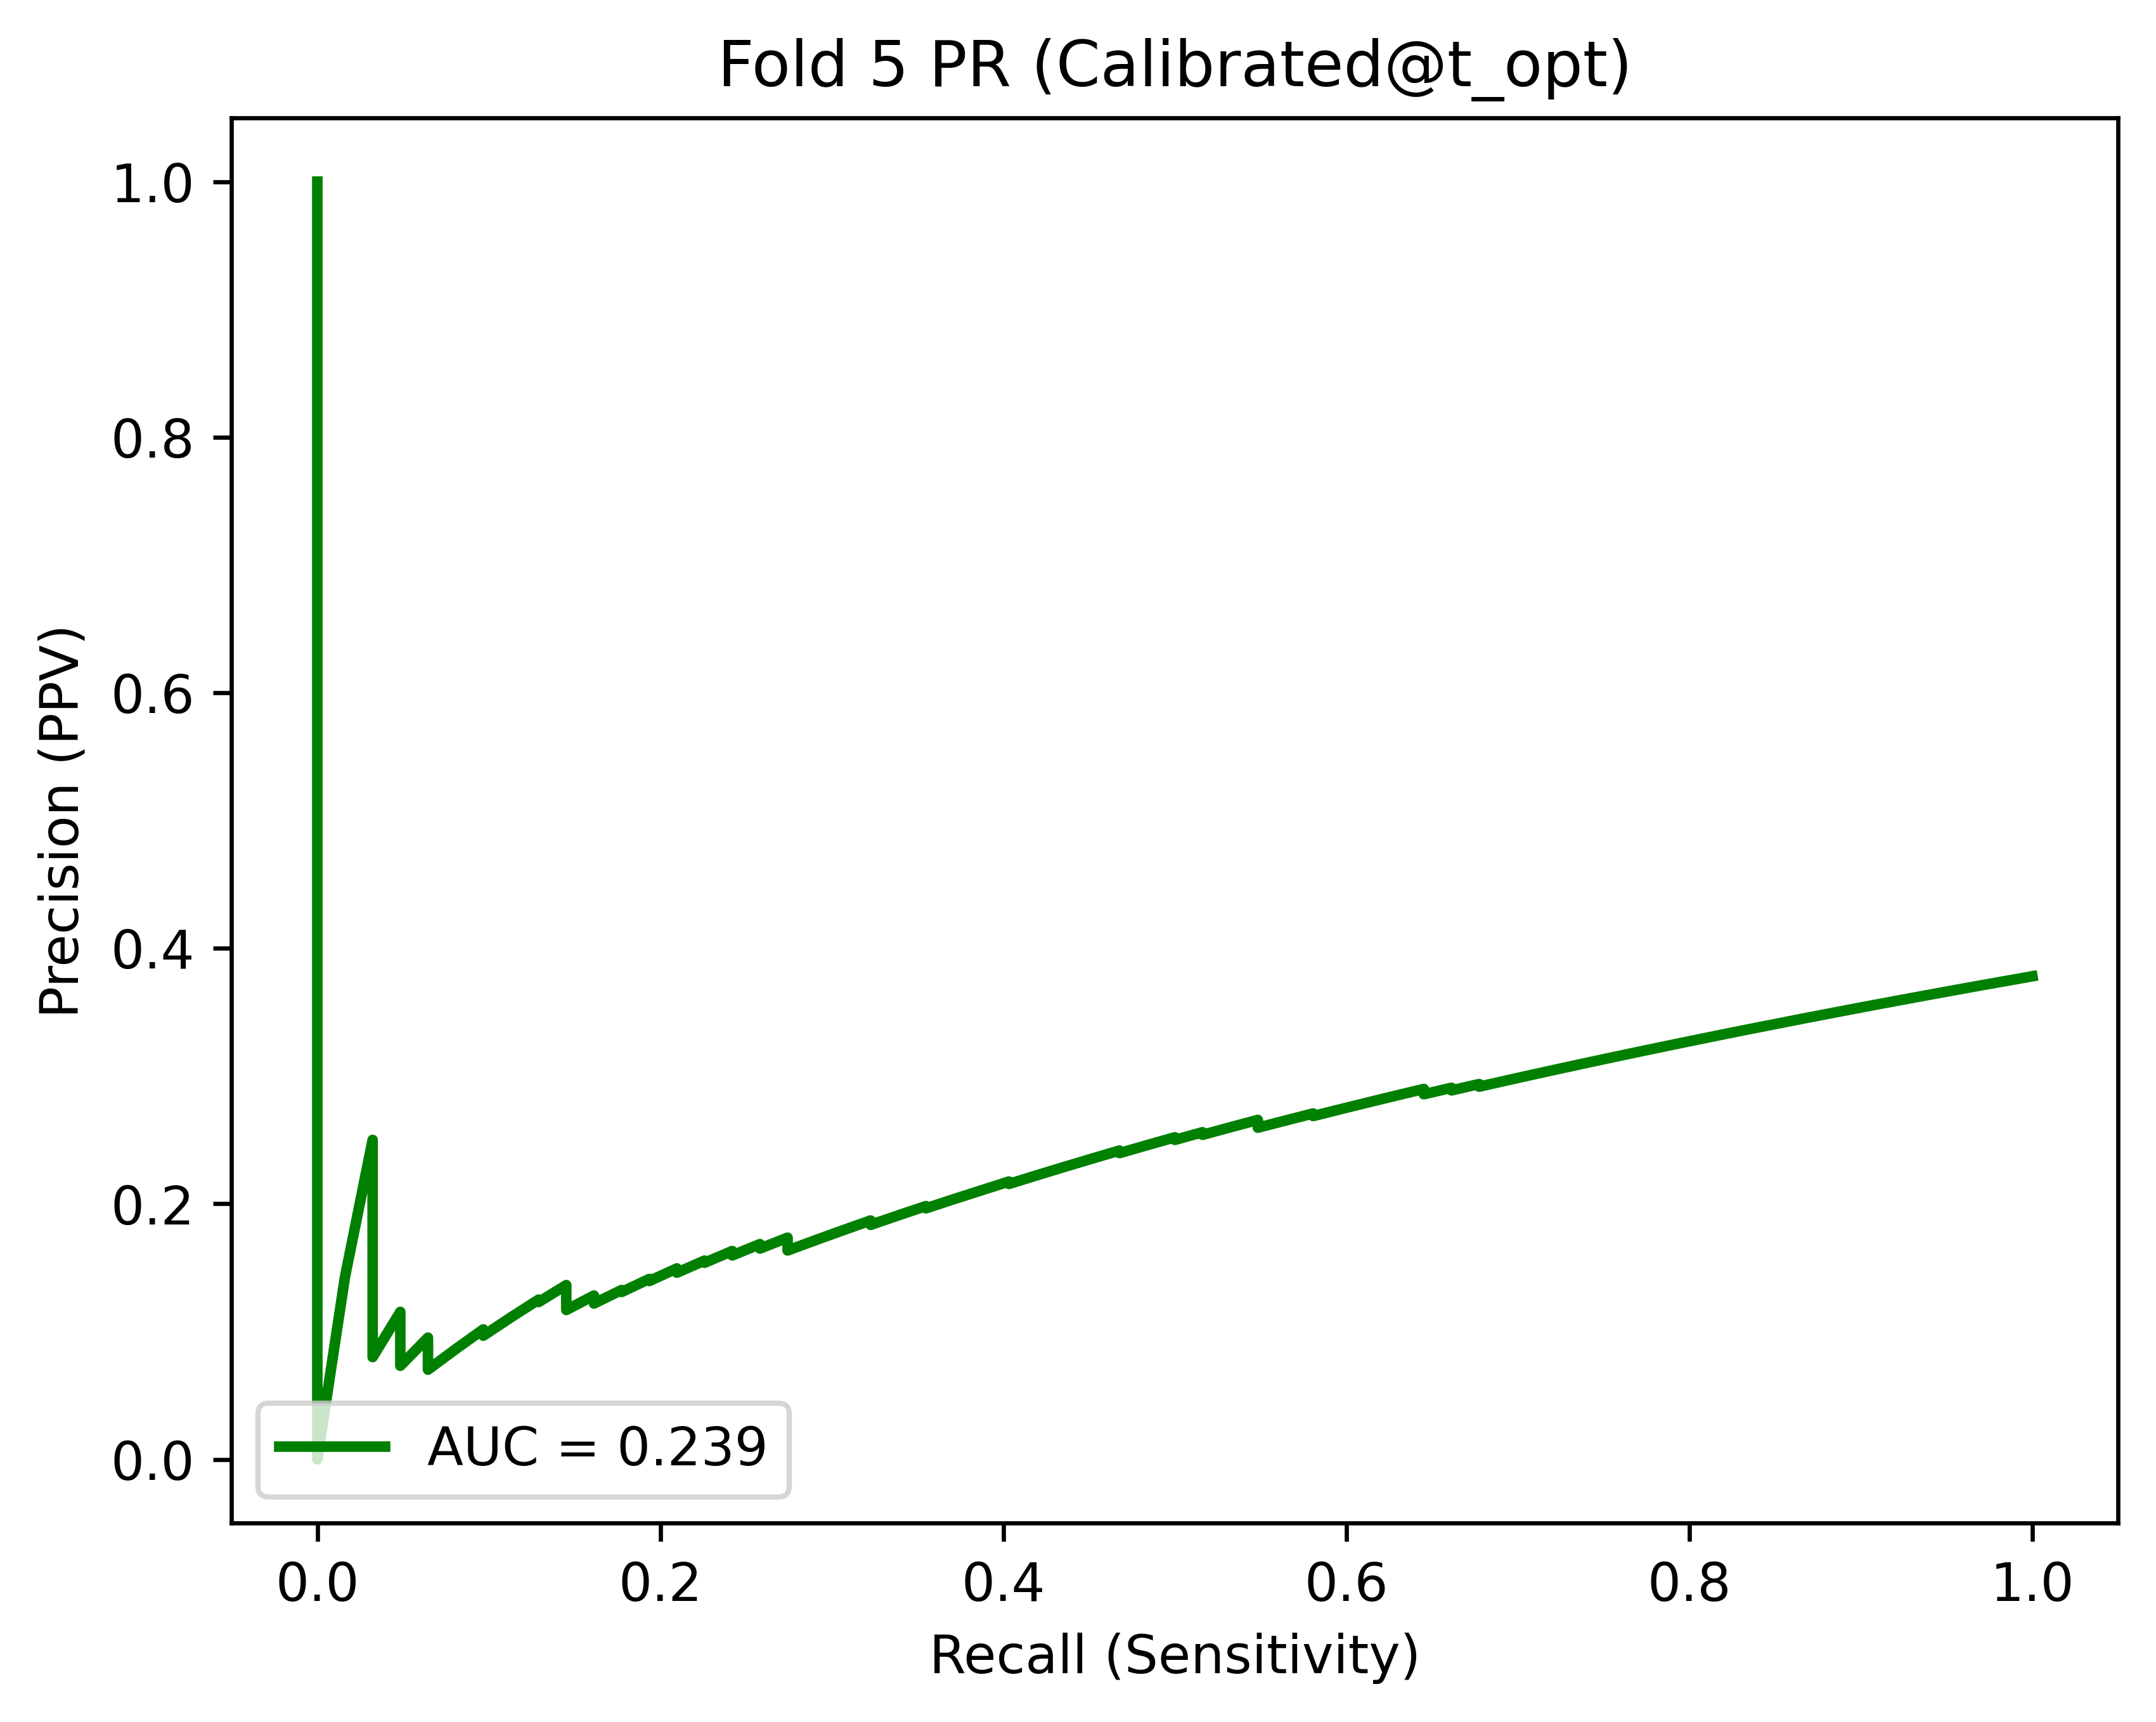 Fold 5 PR (Calibrated@t_opt)
1.0
0.8
0.6
0.4
0.2
0.0
Precision (PPV)
AUC = 0.239
0.0 0.2 0.4 0.6 0.8 1.0
Recall (Sensitivity)